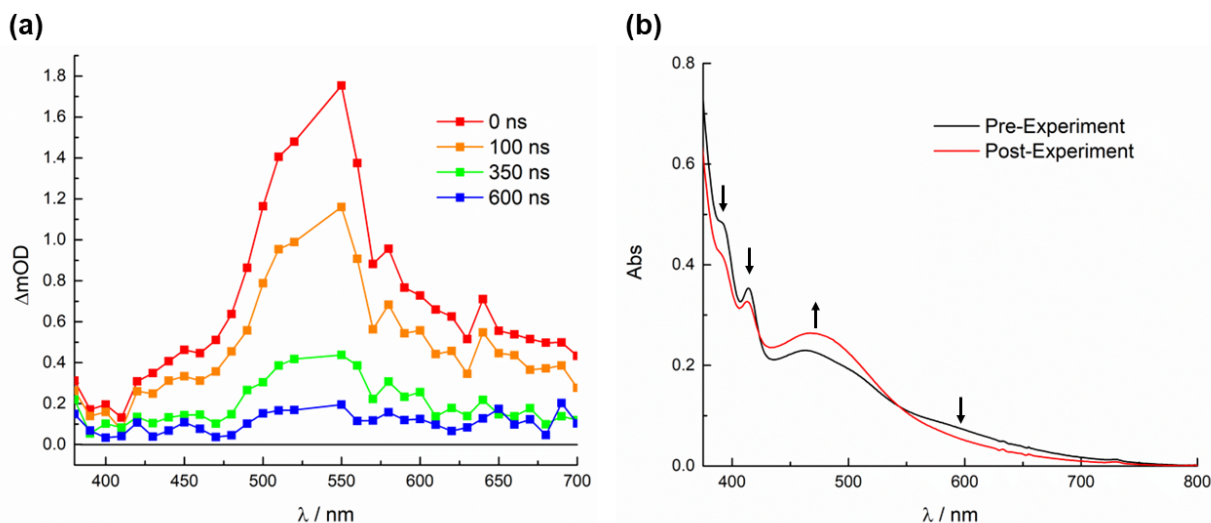 (a)
ΔmOD
1.8
1.6
1.4
1.2
1.0
0.8
0.6
0.4
0.2
0.0
0 ns
100 ns
350 ns
600 ns
400 450 500 550 600 650 700
λ / nm
(b)
Abs
0.8
0.6
0.4
0.2
0.0
Pre-Experiment
Post-Experiment
400 500 600 700 800
λ / nm